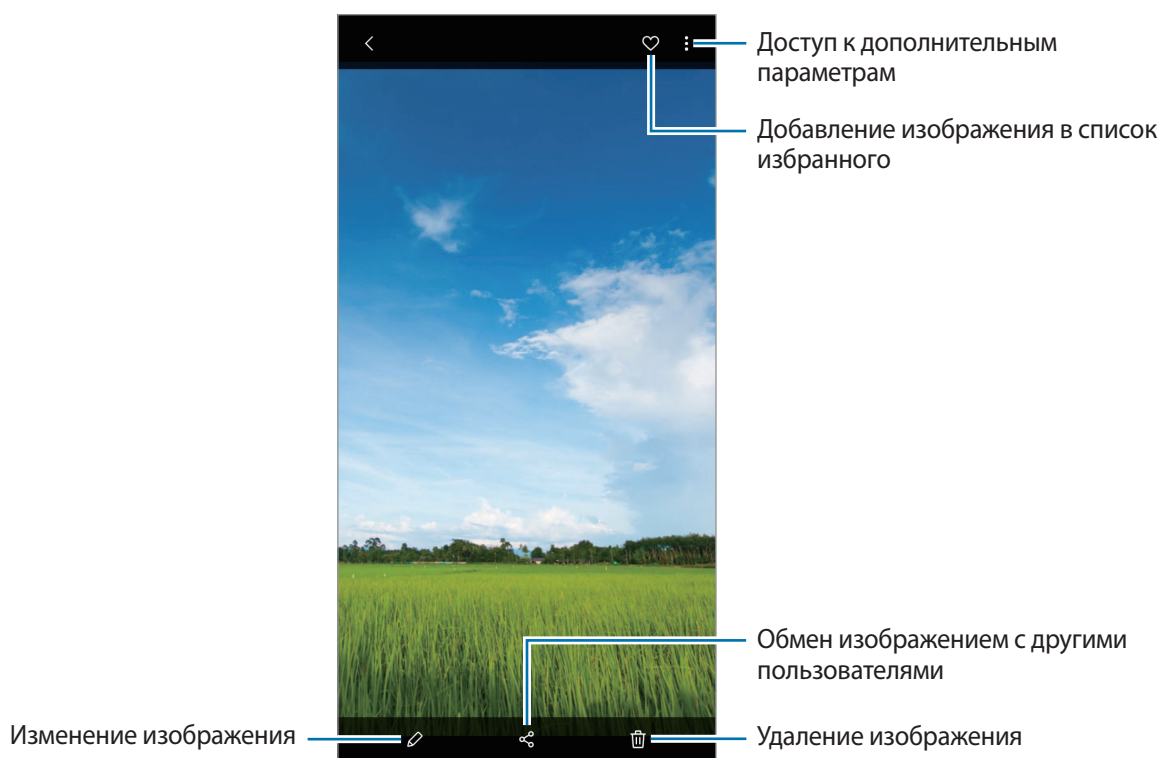 Доступ к дополнительным
параметрам
Добавление изображения в список
избранного
Обмен изображением с другими
пользователями
Изменение изображения
Удаление изображения